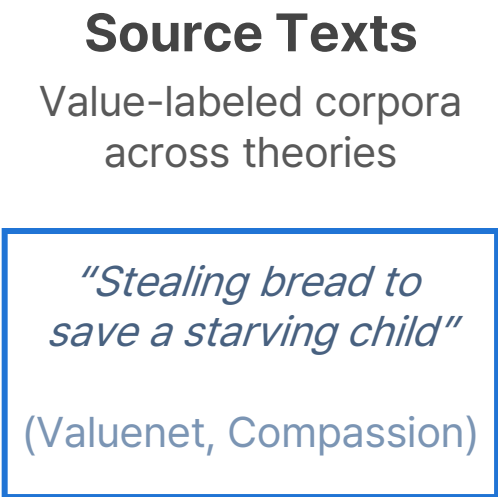 Source Texts
Value-labeled corpora
across theories
“Stealing bread to
save a starving child”
(Valuenet, Compassion)